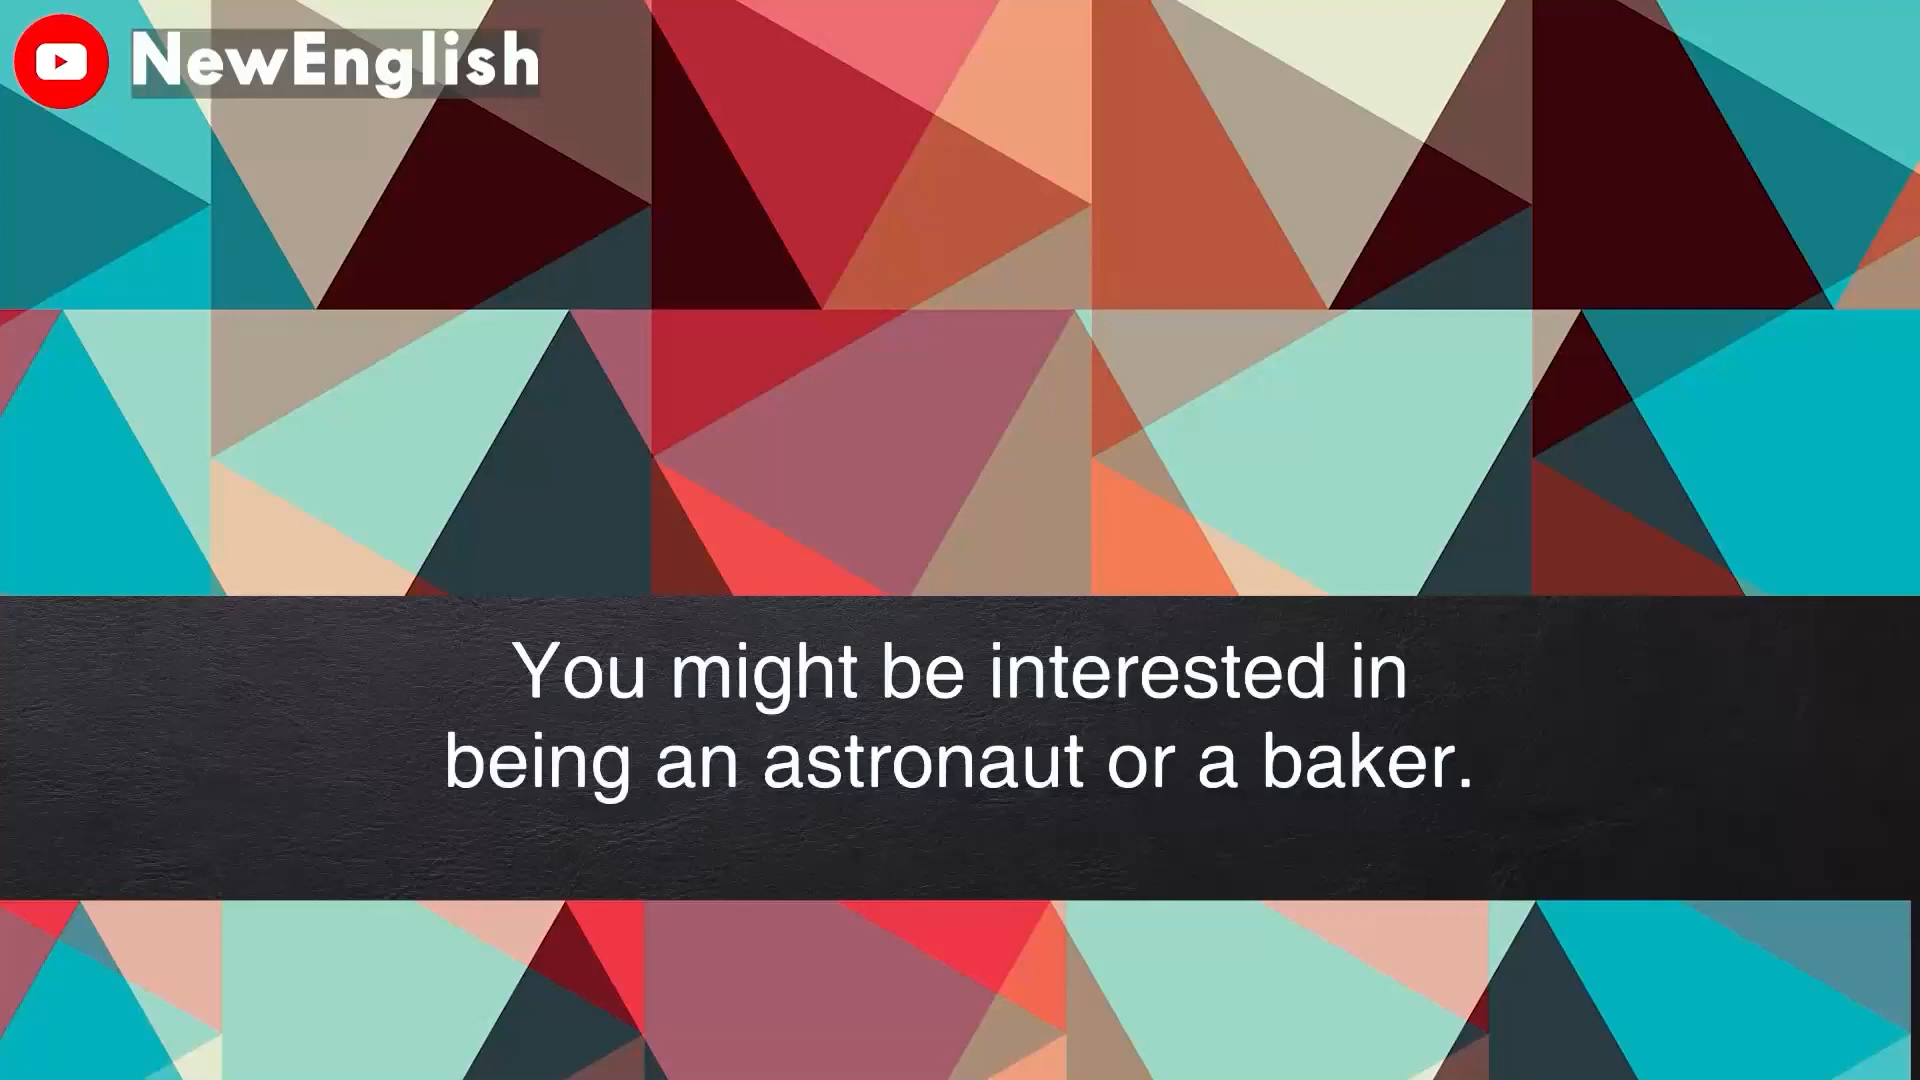 NewEnglish
You might be interested in
being an astronaut or a baker.